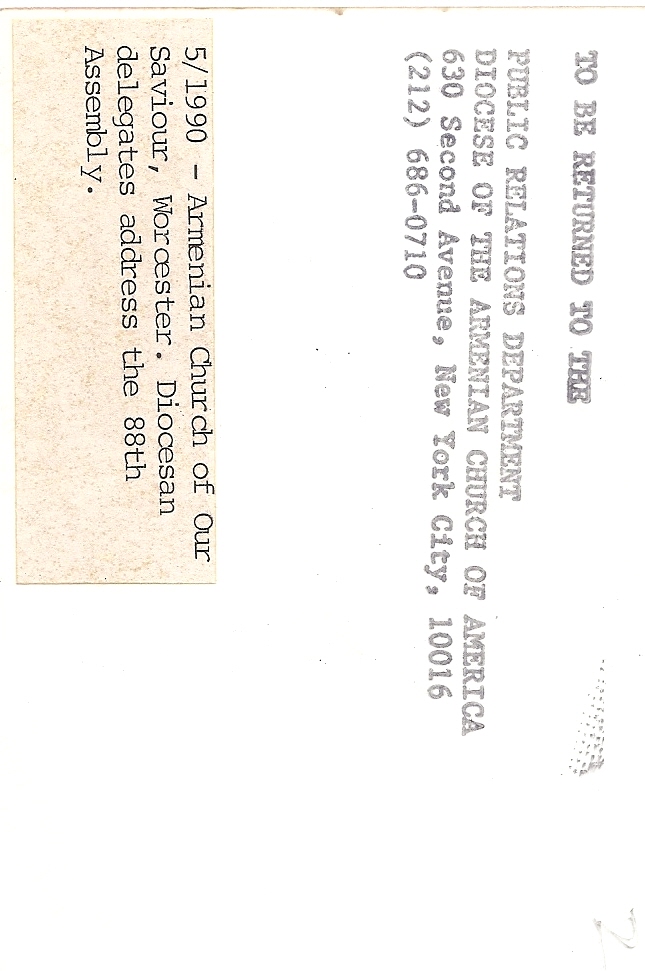 TO BE RETURNED TO THE
PUBLIC RELATIONS DEPARTMENT
DIOCESE OF THE ARMENIAN CHURCH OF AMERICA
630 Second Avenue, New York City, 10016
(212) 686-0710
5/1990 - Armenian Church of Our
Saviour, Worcester. Diocesan
delegates address the 88th
Assembly.